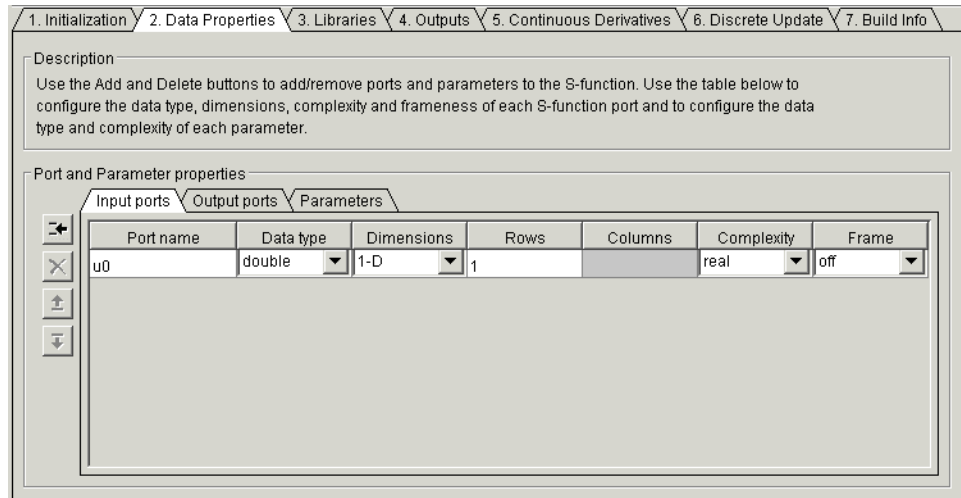 1. Initialization 2. Data Properties 3. Libraries 4. Outputs 5. Continuous Derivatives 6. Discrete Update 7. Build Info
Description
Use the Add and Delete buttons to add/remove ports and parameters to the S-function. Use the table below to
configure the data type, dimensions, complexity and frameness of each S-function port and to configure the data
type and complexity of each parameter.
Port and Parameter properties
Input ports Output ports Parameters
Port name Data type Dimensions Rows Columns Complexity Frame
u0 double 1-D 1 real off